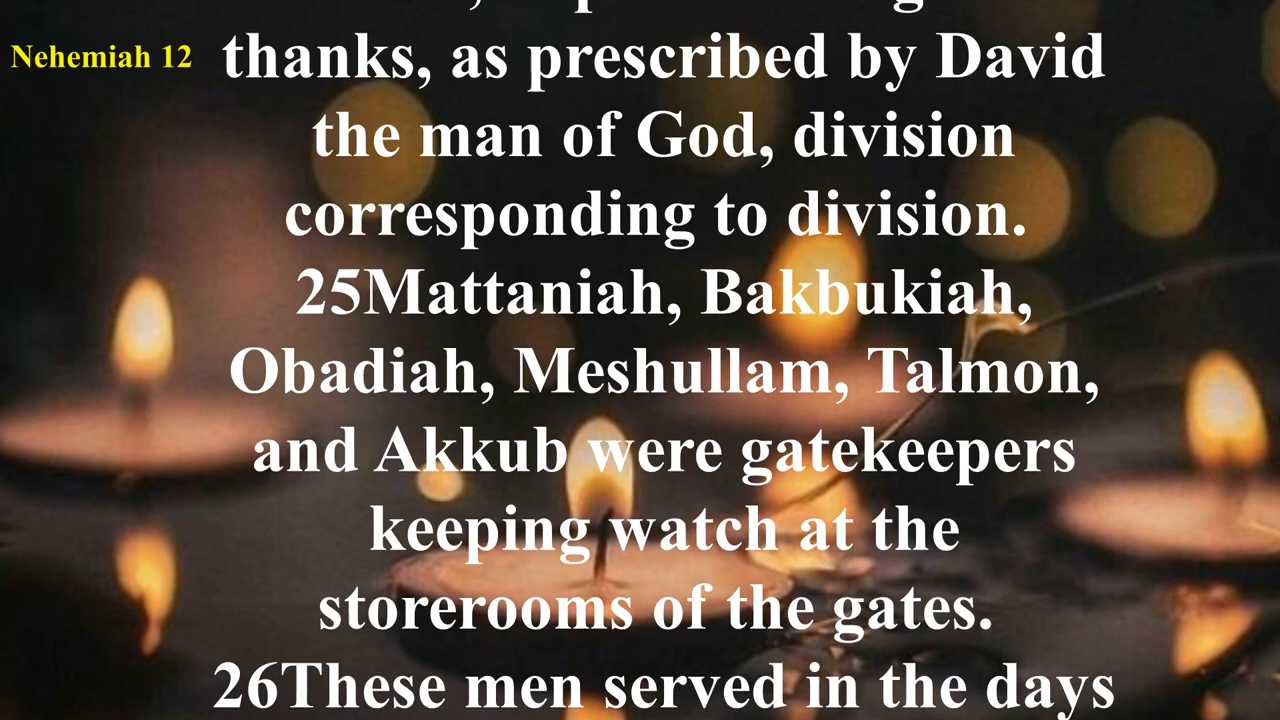 Nehemiah 12
thanks, as prescribed by David
the man of God, division
corresponding to division.
25Mattaniah, Bakbukiah,
Obadiah, Meshullam, Talmon,
and Akkub were gatekeepers
keeping watch at the
storerooms of the gates.
26These men served in the days